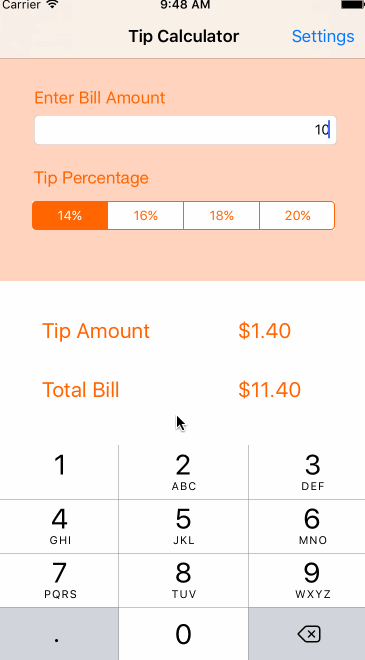 Carrier 9:48 AM
Tip Calculator Settings
Enter Bill Amount
10
Tip Percentage
14% 16% 18% 20%
Tip Amount $1.40
Total Bill $11.40
1 2 3
ABC DEF
4 5 6
GHI JKL MNO
7 8 9
PQRS TUV WXYZ
. 0